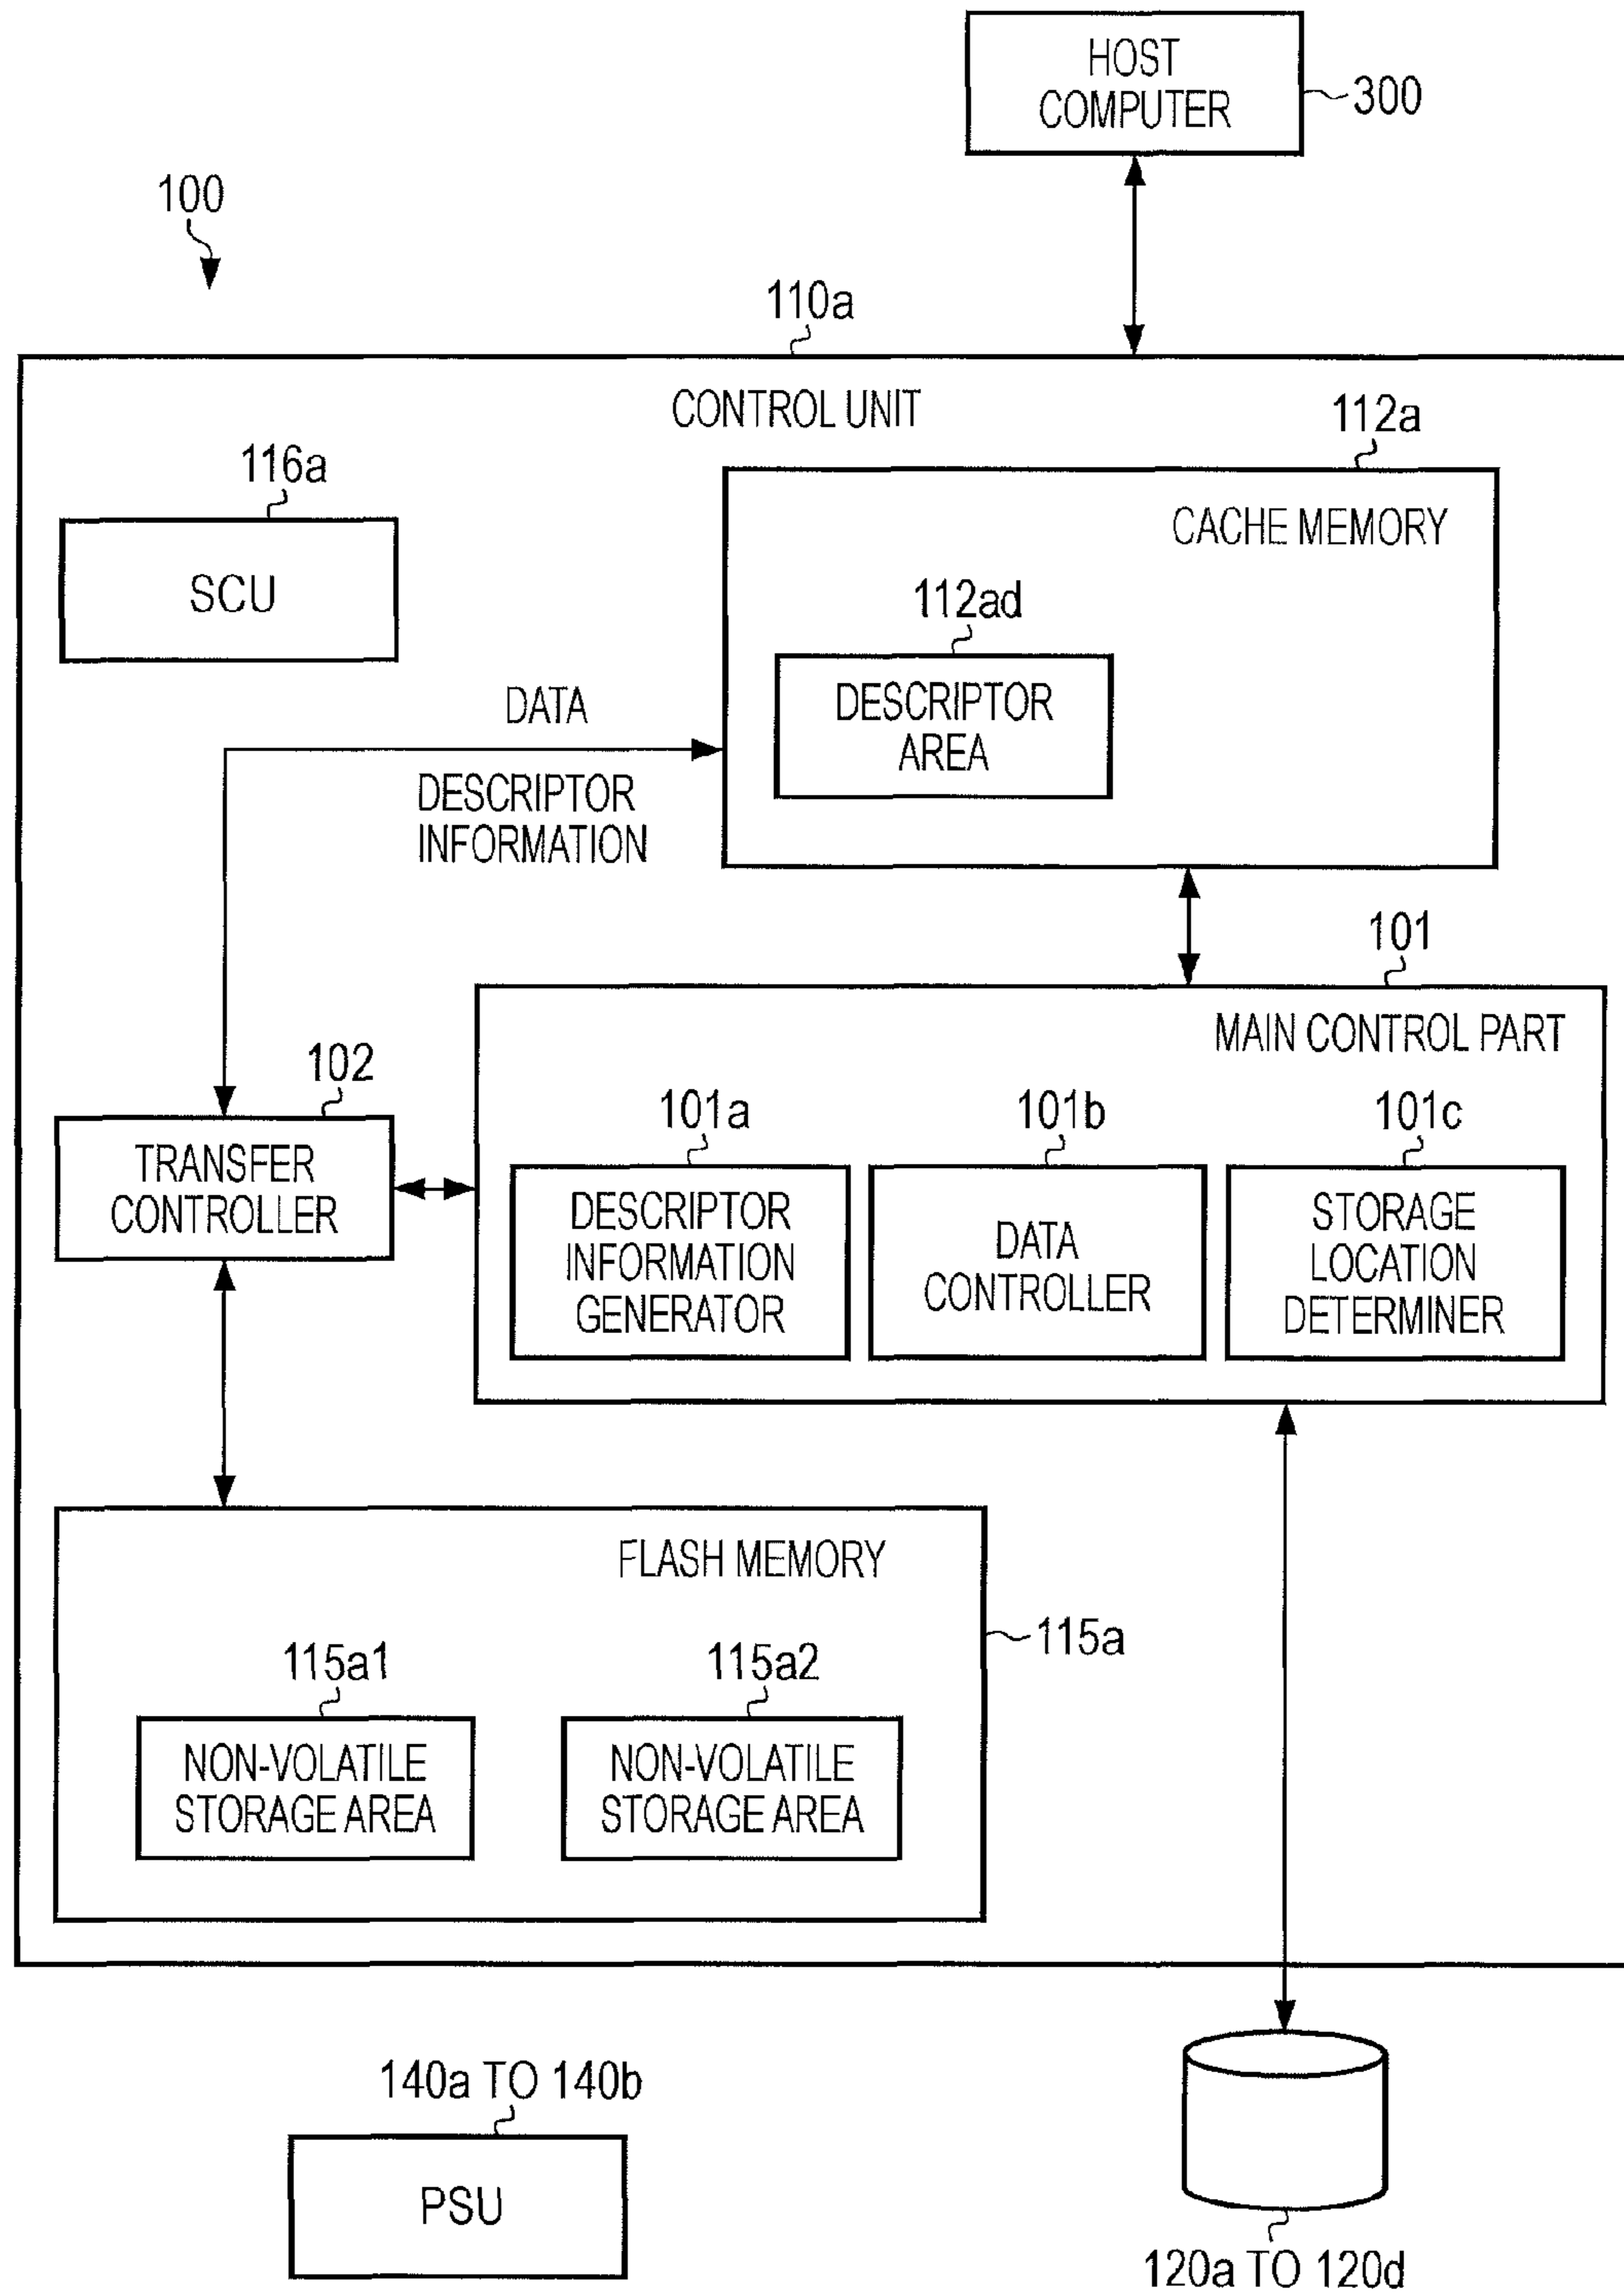 HOST
COMPUTER
300
100
110a
CONTROL UNIT
112a
116a
CACHE MEMORY
SCU
112ad
DESCRIPTOR
AREA
DATA
DESCRIPTOR
INFORMATION
101
MAIN CONTROL PART
102
TRANSFER
CONTROLLER
101a
DESCRIPTOR
INFORMATION
GENERATOR
101b
DATA
CONTROLLER
101c
STORAGE
LOCATION
DETERMINER
FLASH MEMORY
115a
115a1
NON-VOLATILE
STORAGE AREA
115a2
NON-VOLATILE
STORAGE AREA
140a TO 140b
PSU
120a TO 120d